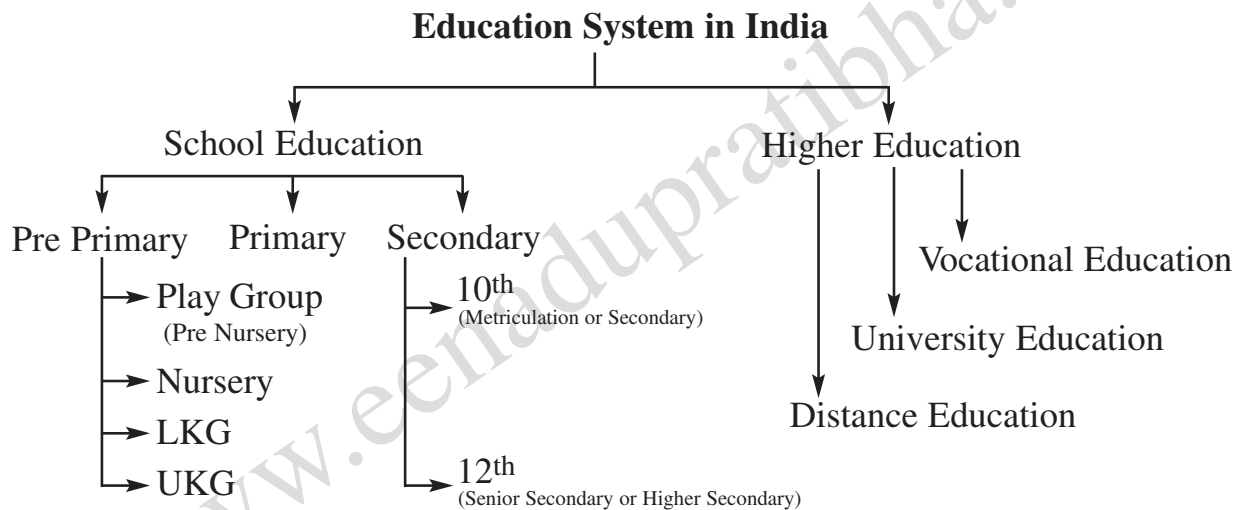 Education System in India
School Education
Higher Education
Pre Primary
Primary
Secondary
Play Group
(Pre Nursery)
Nursery
LKG
UKG
10th
(Metriculation or Secondary)
12th
(Senior Secondary or Higher Secondary)
Vocational Education
University Education
Distance Education
www.eenadupratibha.